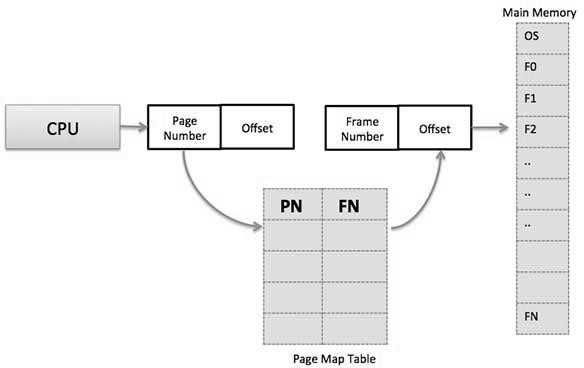 Main Memory
OS
F0
F1
F2
..
..
..
FN
CPU
Page
Number
Offset
Frame
Number
Offset
PN
FN
Page Map Table